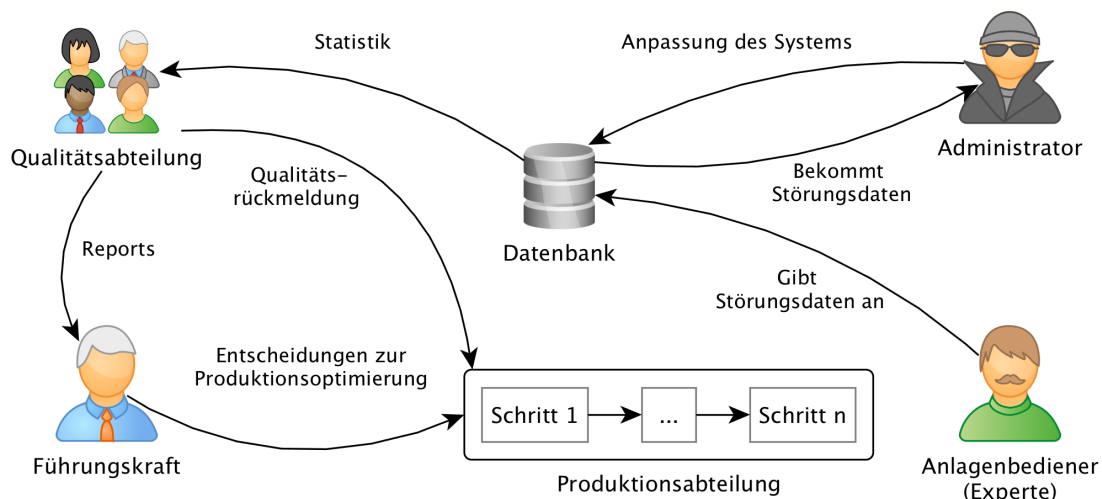 Statistik
Anpassung des Systems
Qualitätsabteilung
Administrator
Qualitäts-
rückmeldung
Bekommt
Störungsdaten
Datenbank
Reports
Gibt
Störungsdaten an
Entscheidungen zur
Produktionsoptimierung
Schritt 1
...
Schritt n
Führungskraft
Produktionsabteilung
Anlagenbediener
(Experte)